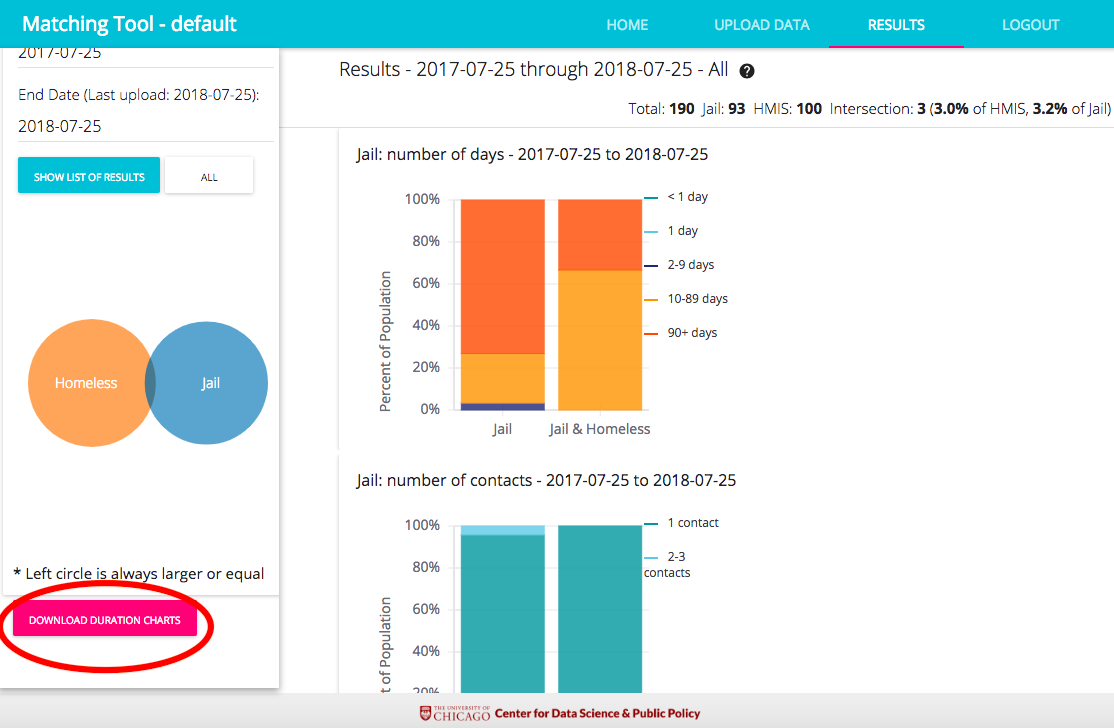 Matching Tool - default
HOME
UPLOAD DATA
RESULTS
LOGOUT
2017-07-25
End Date (Last upload: 2018-07-25):
2018-07-25
SHOW LIST OF RESULTS
ALL
Homeless
Jail
* Left circle is always larger or equal
DOWNLOAD DURATION CHARTS
Results - 2017-07-25 through 2018-07-25 - All ?
Total: 190 Jail: 93 HMIS: 100 Intersection: 3 (3.0% of HMIS, 3.2% of Jail)
Jail: number of days - 2017-07-25 to 2018-07-25
Percent of Population
100%
80%
60%
40%
20%
0%
Jail
Jail & Homeless
< 1 day
1 day
2-9 days
10-89 days
90+ days
Jail: number of contacts - 2017-07-25 to 2018-07-25
t of Population
100%
80%
60%
40%
20%
1 contact
2-3
contacts
THE UNIVERSITY OF
CHICAGO
Center for Data Science & Public Policy